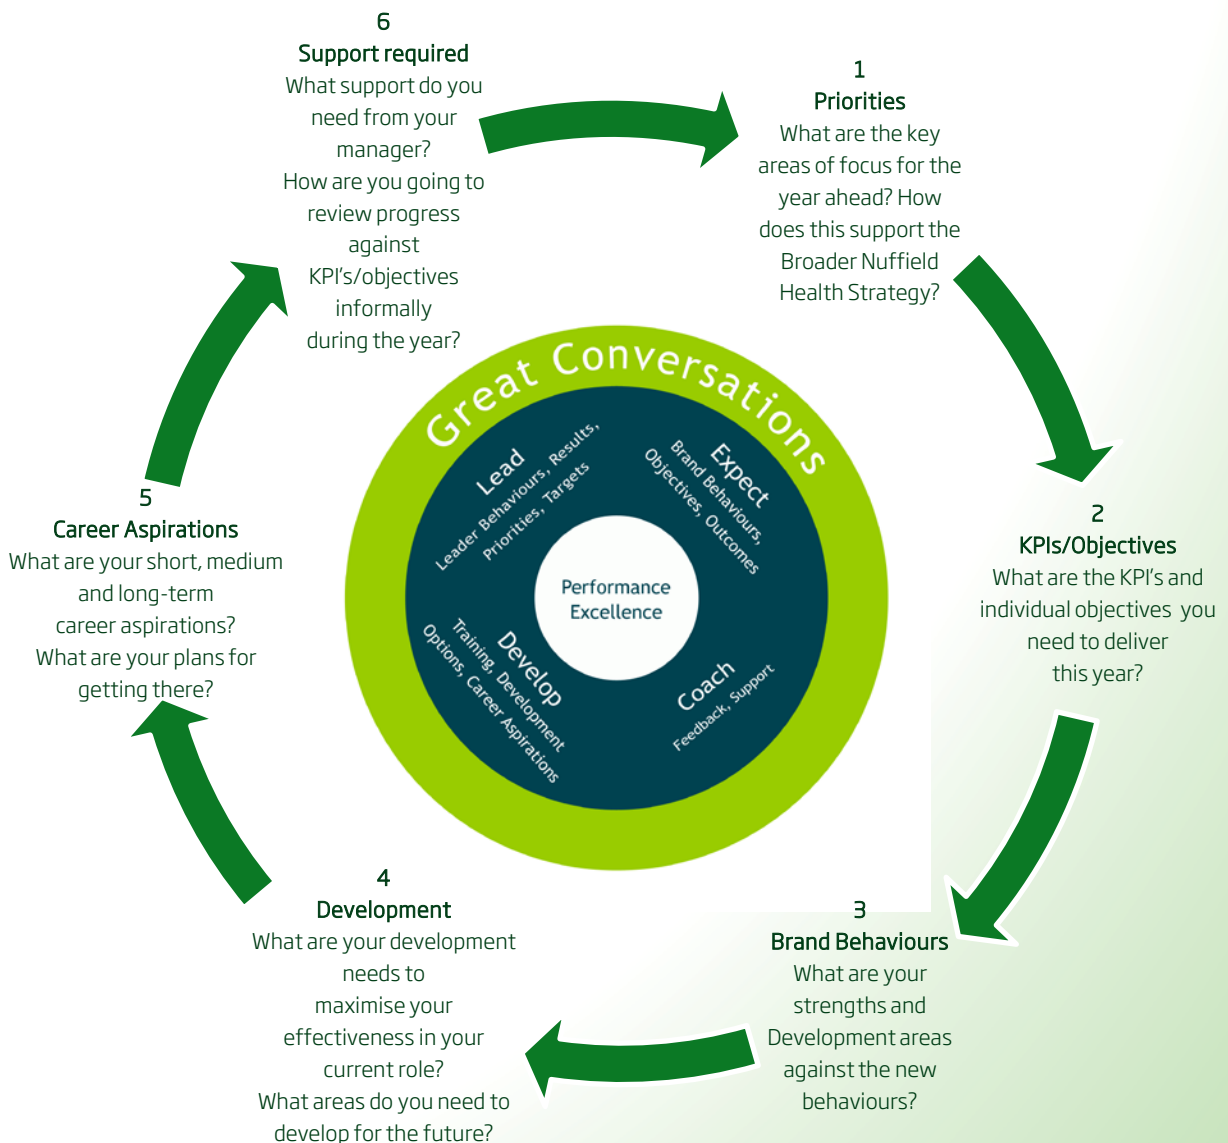 6
Support required
What support do you
need from your
manager?
How are you going to
review progress
against
KPI's/objectives
informally
during the year?
1
Priorities
What are the key
areas of focus for the
year ahead? How
does this support the
Broader Nuffield
Health Strategy?
2
KPIs/Objectives
What are the KPI's and
individual objectives you
need to deliver
this year?
3
Brand Behaviours
What are your
strengths and
Development areas
against the new
behaviours?
4
Development
What are your development
needs to
maximise your
effectiveness in your
current role?
What areas do you need to
develop for the future?
5
Career Aspirations
What are your short, medium
and long-term
career aspirations?
What are your plans for
getting there?
Great Conversations
Lead
Leader Behaviours, Results,
Priorities, Targets
Expect
Brand Behaviours,
Objectives, Outcomes
Performance
Excellence
Develop
Training, Development
Options, Career Aspirations
Coach
Feedback, Support